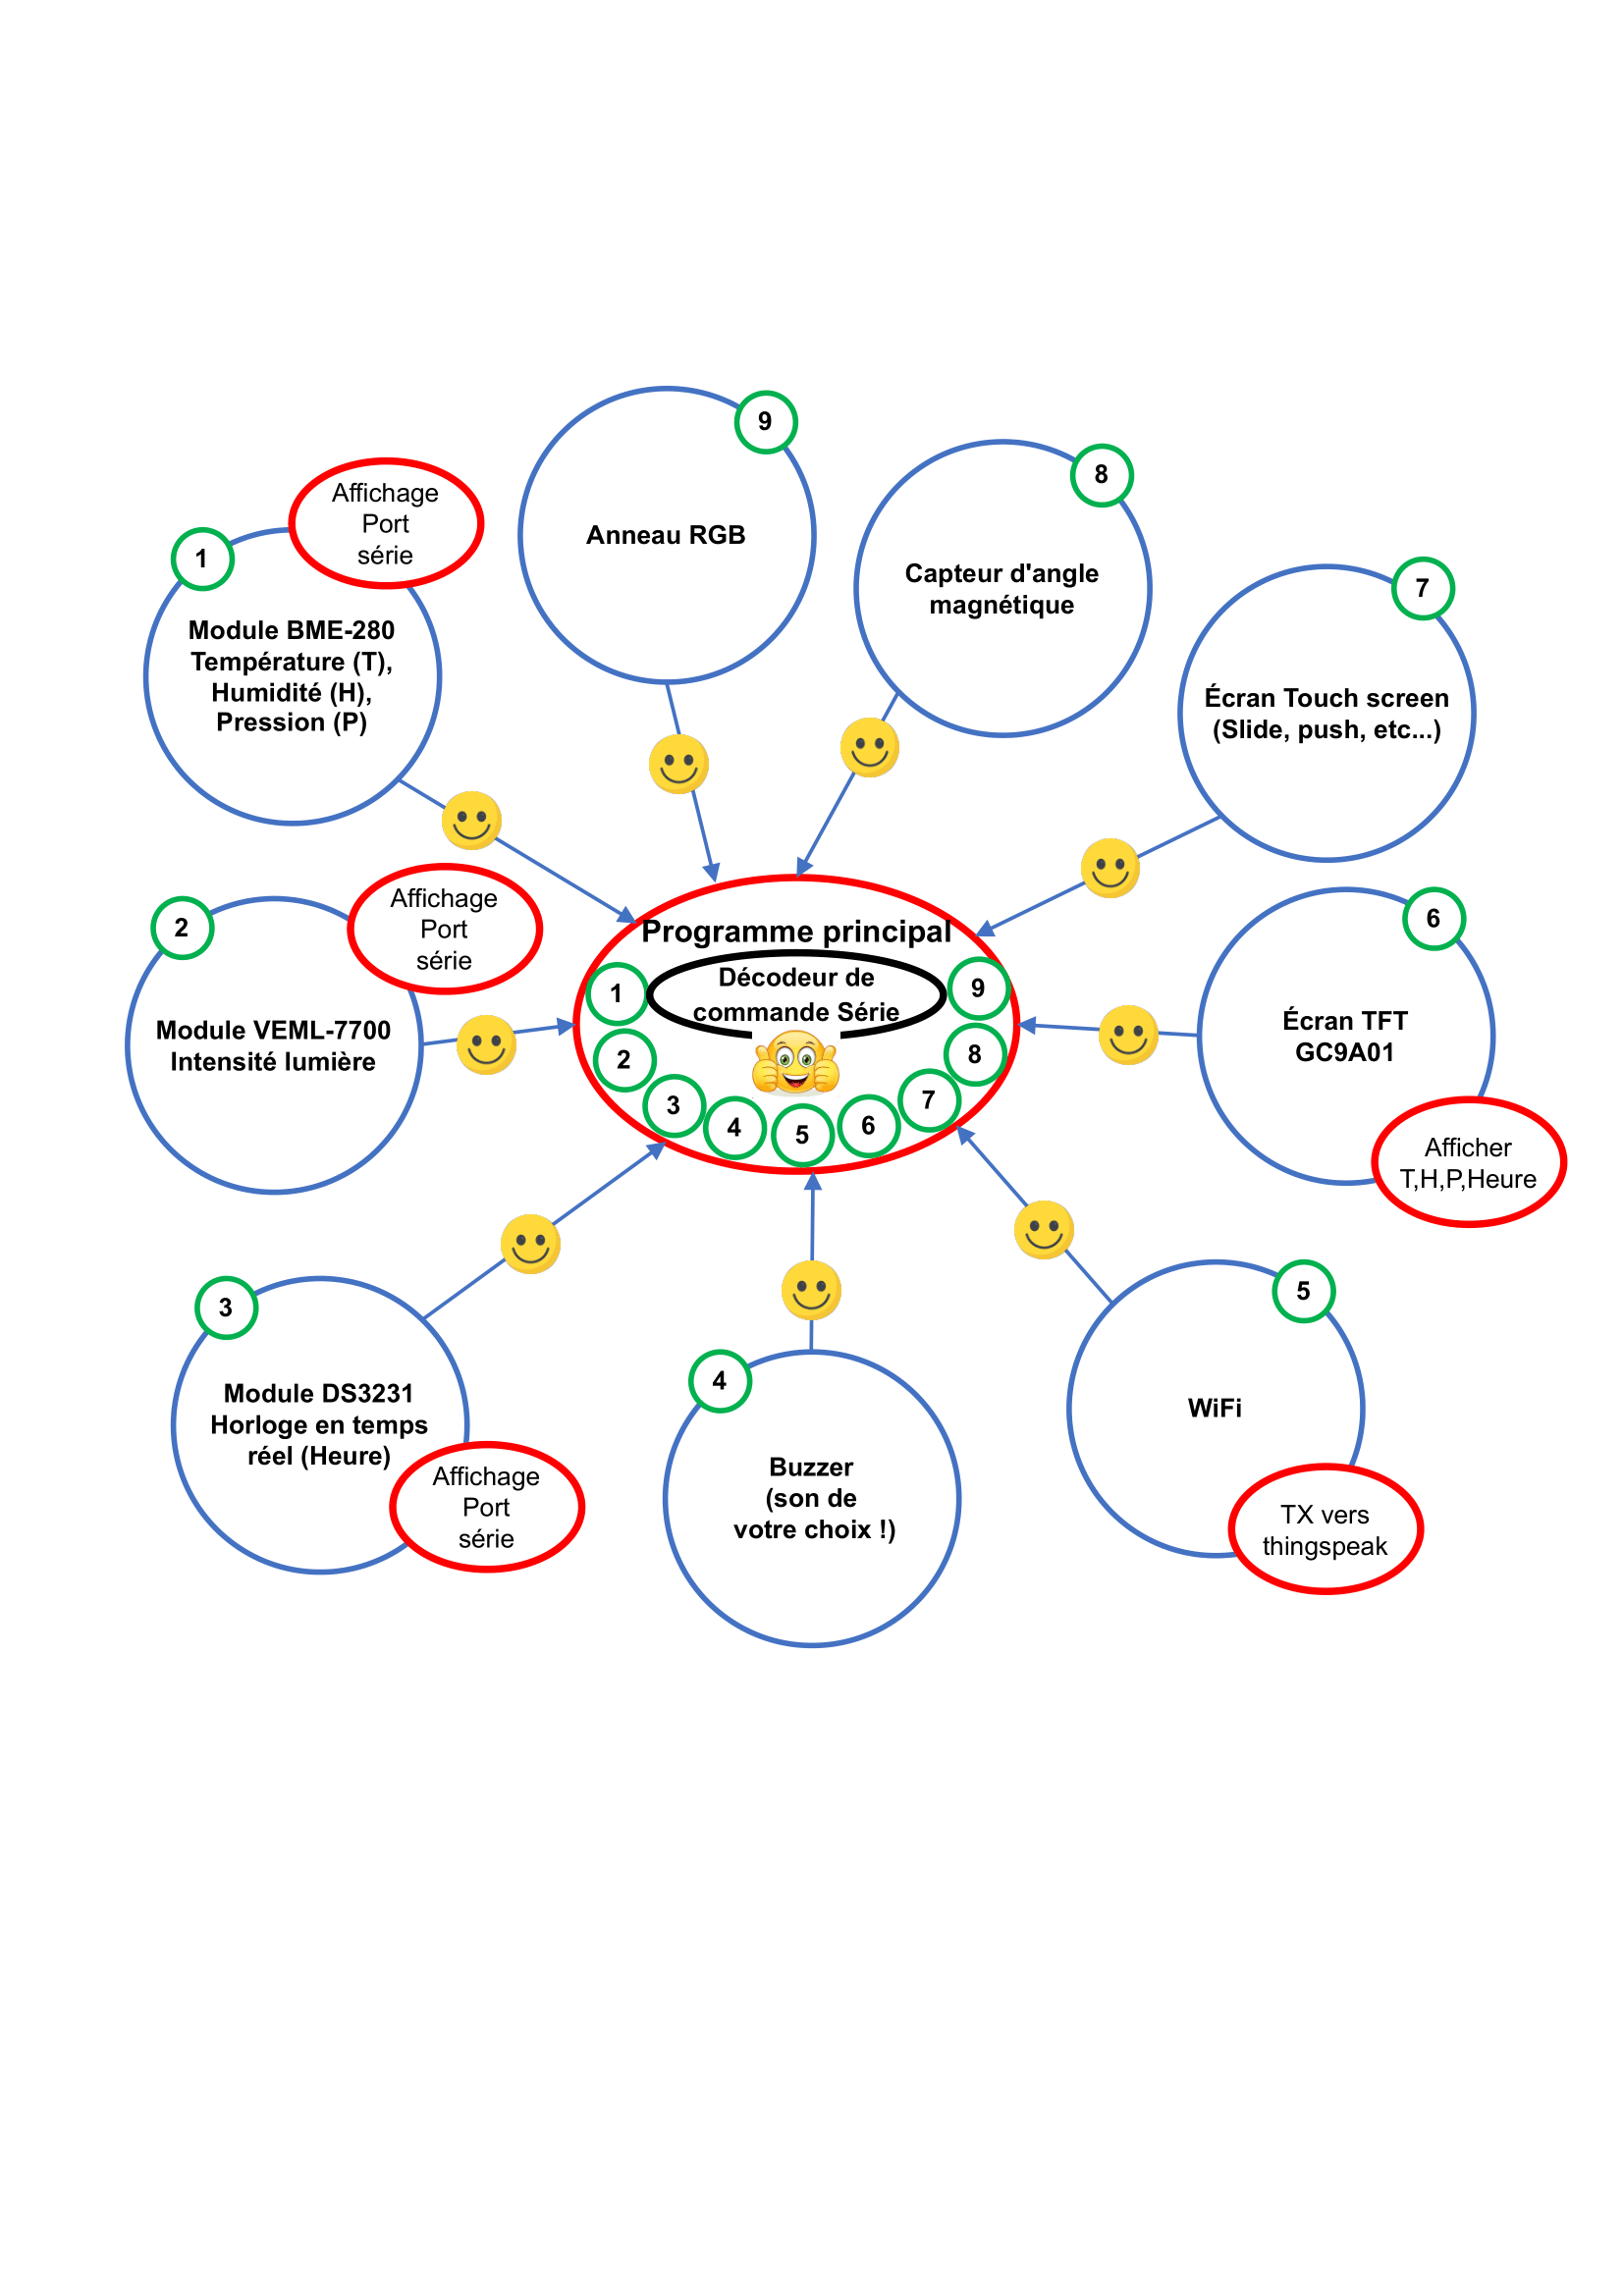 9
Anneau RGB
8
Capteur d'angle
magnétique
Affichage
Port
série
1
Module BME-280
Température (T),
Humidité (H),
Pression (P)
7
Écran Touch screen
(Slide, push, etc...)
Affichage
Port
série
2
Module VEML-7700
Intensité lumière
Programme principal
Décodeur de
commande Série
1
2
3
4
5
6
7
8
9
6
Écran TFT
GC9A01
Afficher
T,H,P,Heure
3
Module DS3231
Horloge en temps
réel (Heure)
Affichage
Port
série
4
Buzzer
(son de
votre choix !)
5
WiFi
TX vers
thingspeak